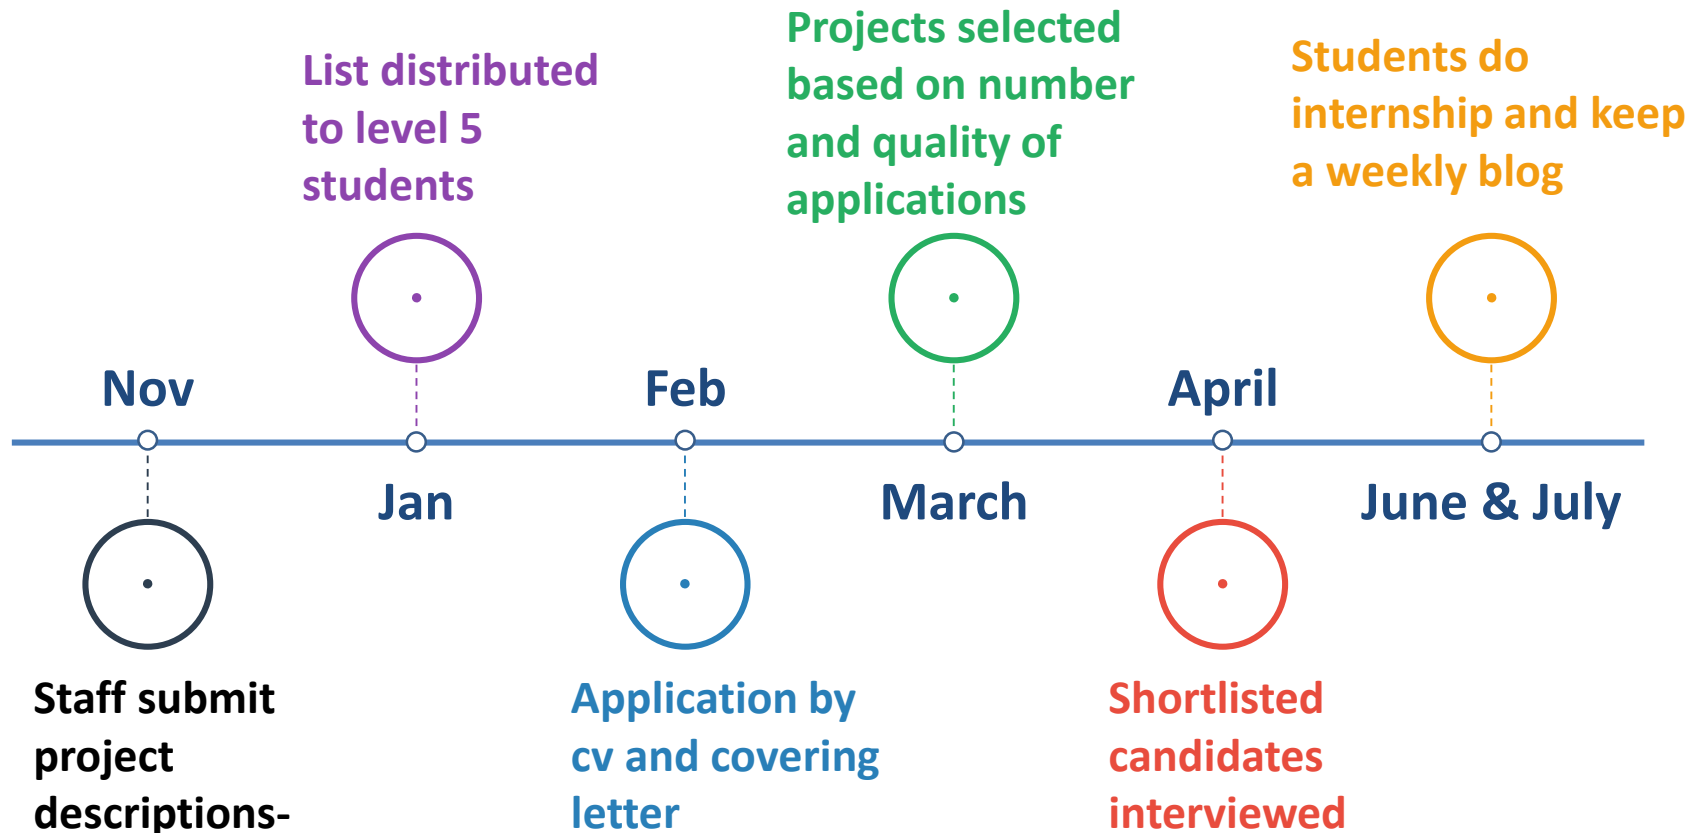 List distributed
to level 5
students
Projects selected
based on number
and quality of
applications
Students do
internship and keep
a weekly blog
Nov
Feb
April
Jan
March
June & July
Staff submit
project
descriptions-
Application by
cv and covering
letter
Shortlisted
candidates
interviewed